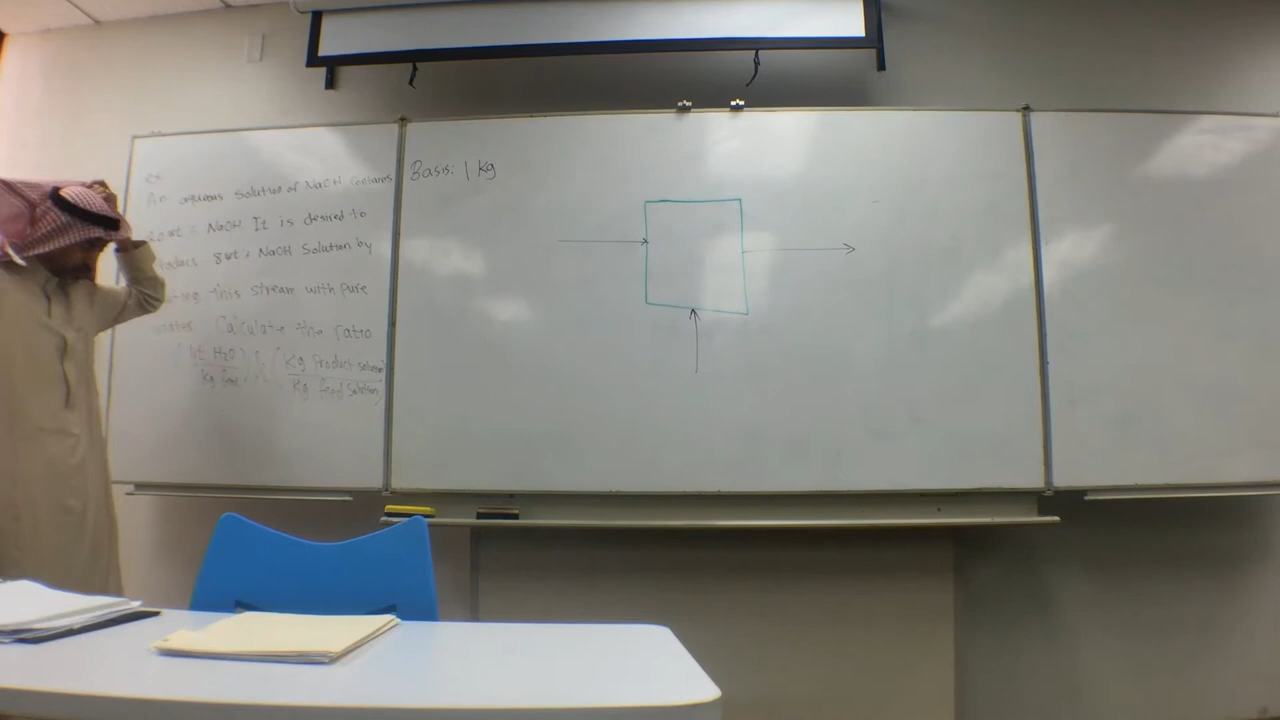 ex
An aqueous solution of NaOH contains
20 wt % NaOH It is desired to
produce 8 wt % NaOH Solution by
this stream with pure
water. Calculate the ratio
H2O
kg feed
Kg Product solution
Kg feed Solution
Basis: 1 Kg